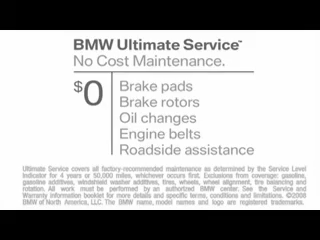 BMW Ultimate Service™
No Cost Maintenance.
$0
Brake pads
Brake rotors
Oil changes
Engine belts
Roadside assistance
Ultimate Service covers all factory-recommended maintenance as determined by the Service Level
Indicator for 4 years or 50,000 miles, whichever occurs first. Exclusions from coverage: gasoline,
gasoline additives, windshield washer additives, tires, wheels, wheel alignment, tire balancing and
rotation. All work must be performed by an authorized BMW center. See the Service and
Warranty information booklet for more details and specific terms, conditions and limitations. ©2008
BMW of North America, LLC. The BMW name, model names and logo are registered trademarks.